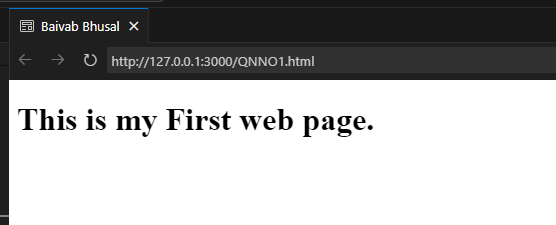 Baivab Bhusal
http://127.0.0.1:3000/QNNO1.html
This is my First web page.